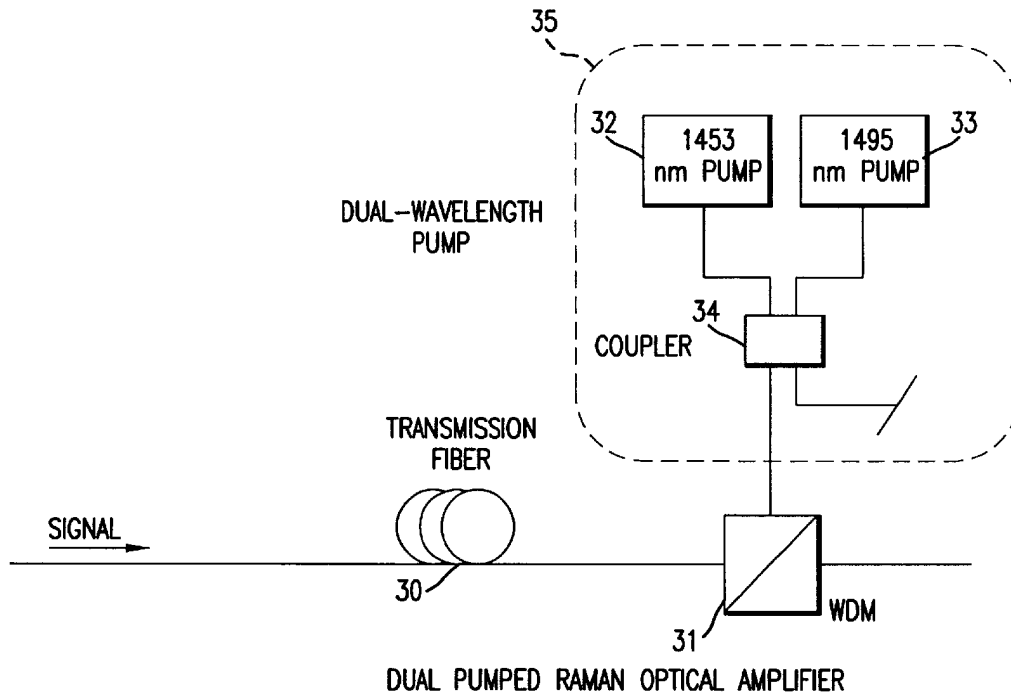 35
32
1453
nm PUMP
1495
nm PUMP
33
DUAL-WAVELENGTH
PUMP
34
COUPLER
TRANSMISSION
FIBER
SIGNAL
30
31
WDM
DUAL PUMPED RAMAN OPTICAL AMPLIFIER